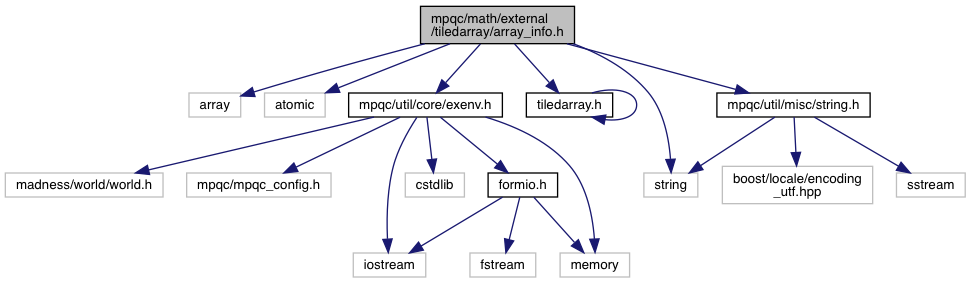 mpqc/math/external
/tiledarray/array_info.h
array
atomic
mpqc/util/core/exenv.h
tiledarray.h
mpqc/util/misc/string.h
madness/world/world.h
mpqc/mpqc_config.h
cstdlib
formio.h
string
boost/locale/encoding
_utf.hpp
sstream
iostream
fstream
memory